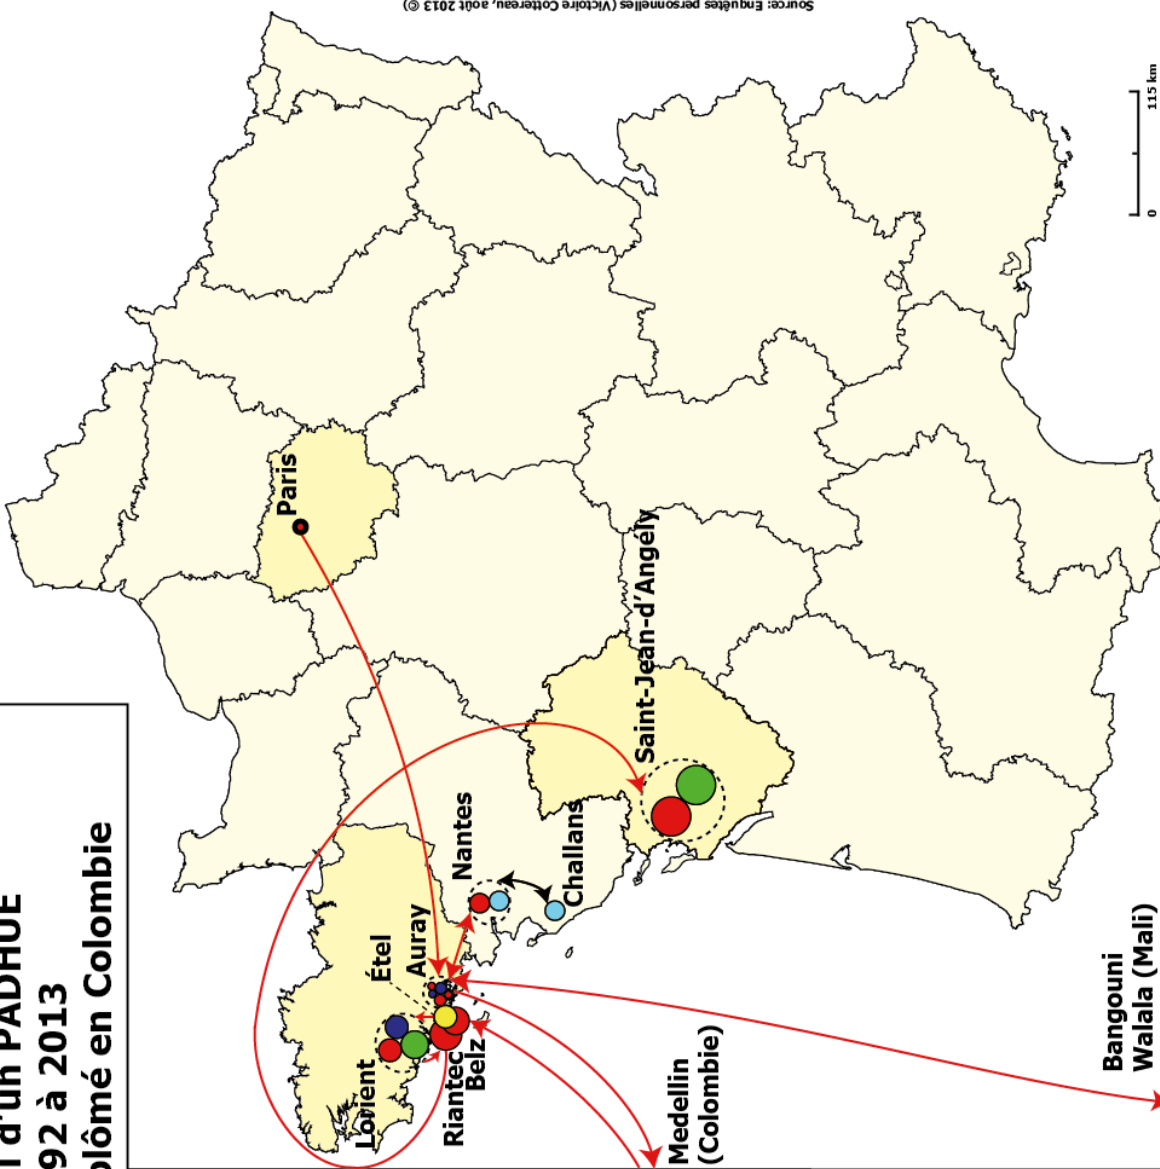 d'un PADHUE
92 à 2013
plômé en Colombie
Paris
Saint-Jean-d'Angély
Nantes
Challans
Étel
Auray
Lorient
Riantec
Belz
Medellin
(Colombie)
Bangouni
Walala (Mali)
0 115 km
Source: Enquêtes personnelles (Victoire Cottereau, août 2013 ©)